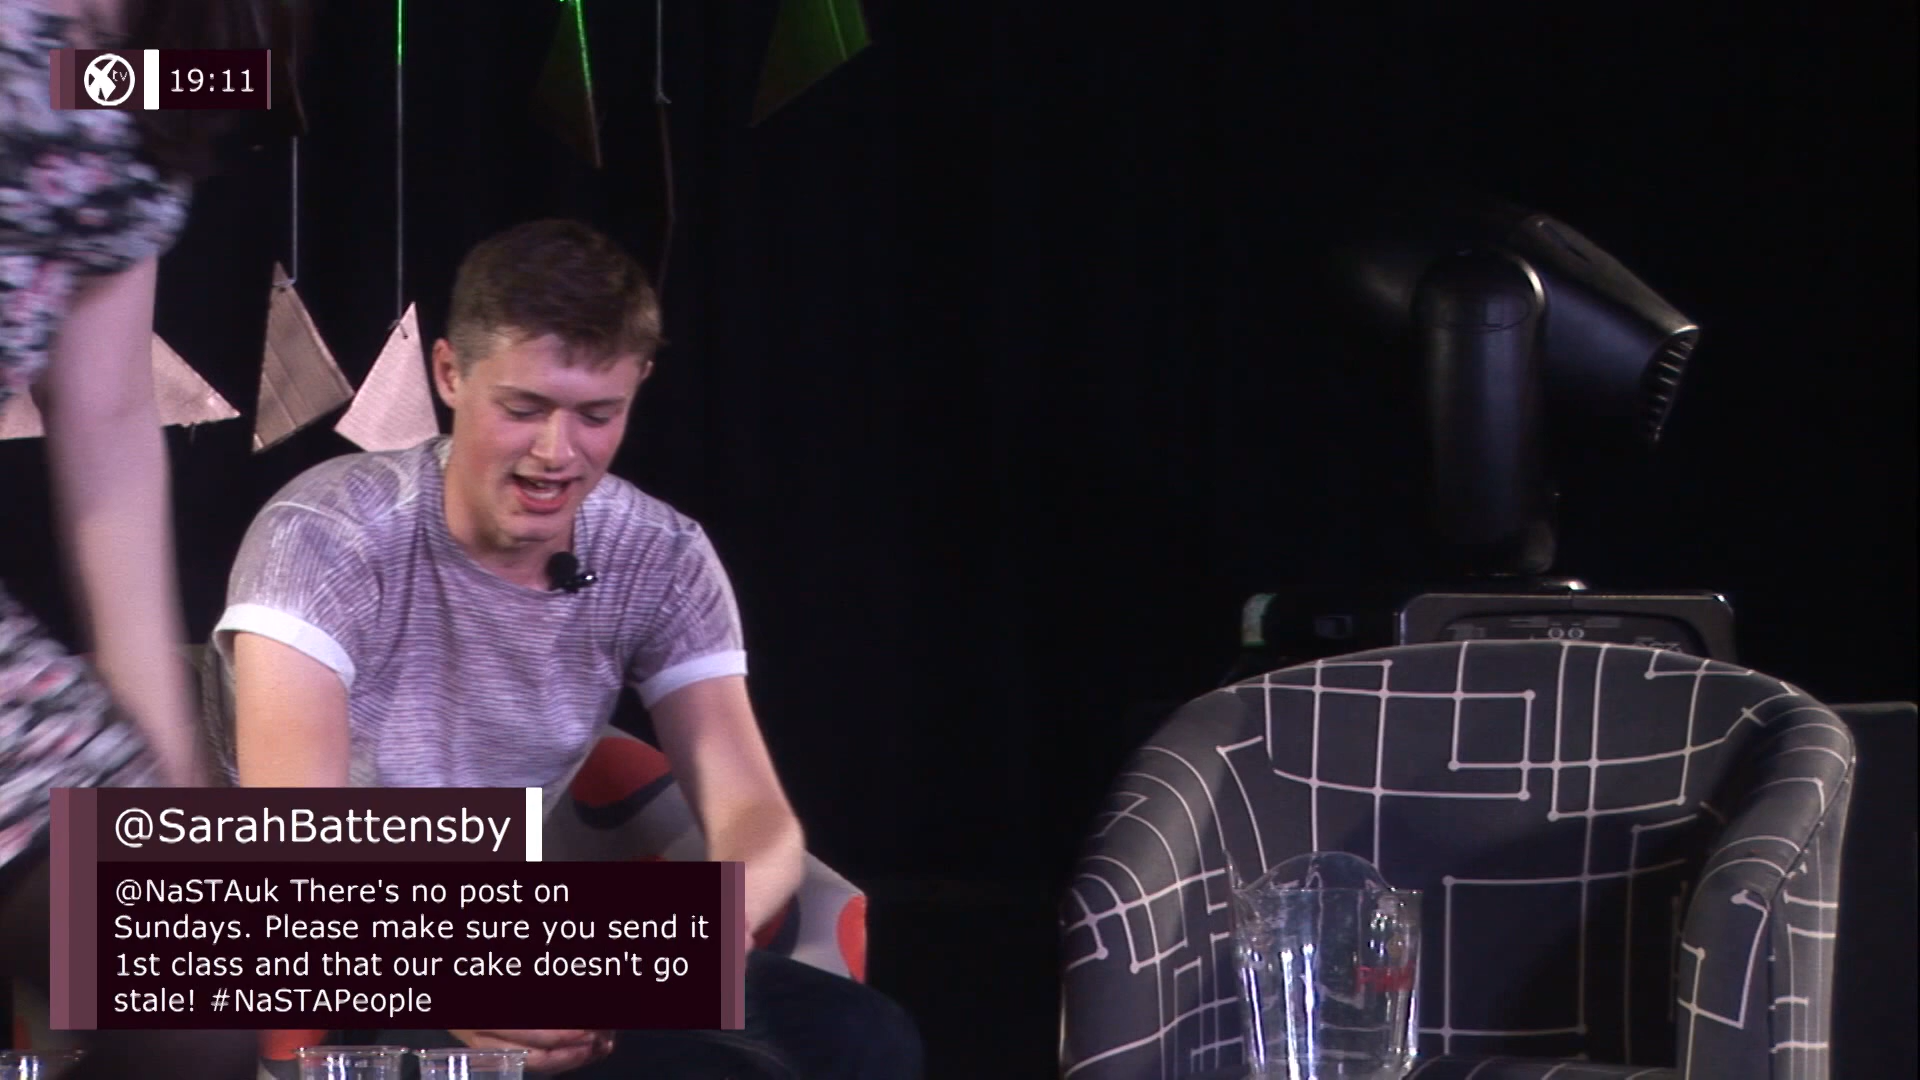 Xtv 19:11
@SarahBattensby
@NaSTAuk There's no post on
Sundays. Please make sure you send it
1st class and that our cake doesn't go
stale! #NaSTAPeople